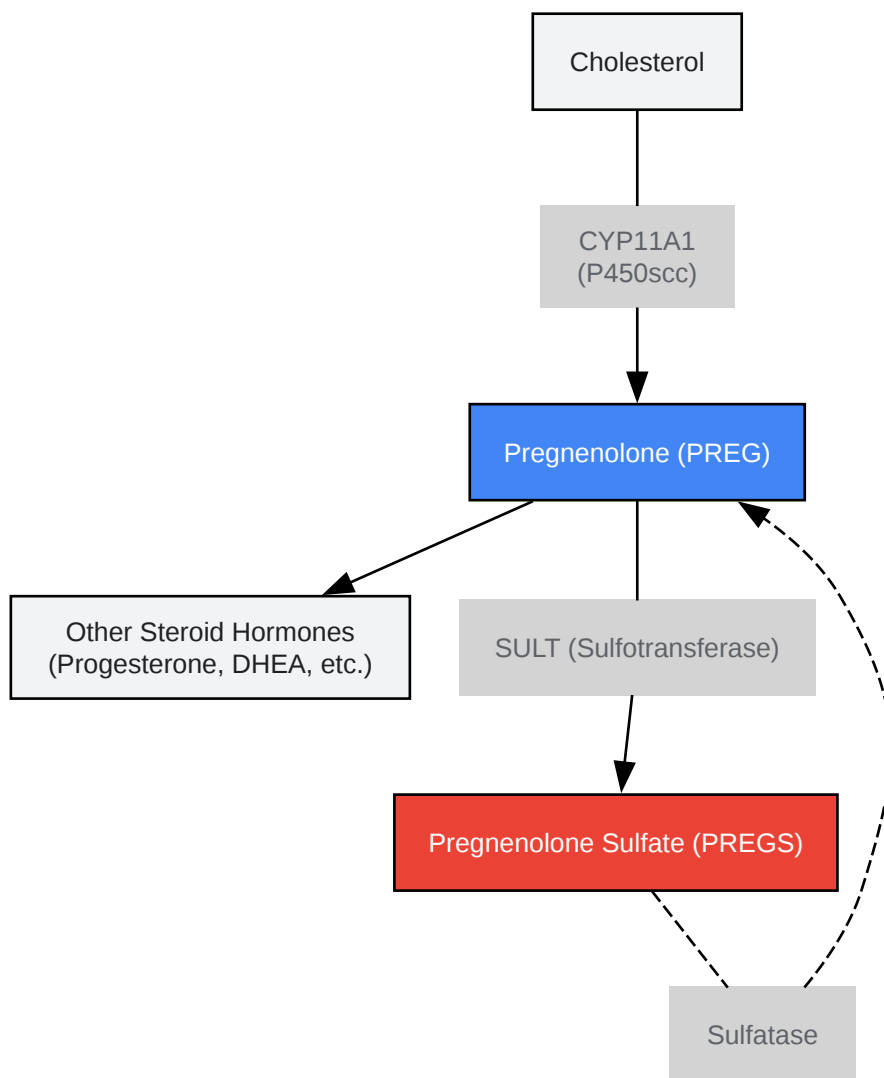 Cholesterol
CYP11A1
(P450scc)
Pregnenolone (PREG)
Other Steroid Hormones
(Progesterone, DHEA, etc.)
SULT (Sulfotransferase)
Pregnenolone Sulfate (PREGS)
Sulfatase